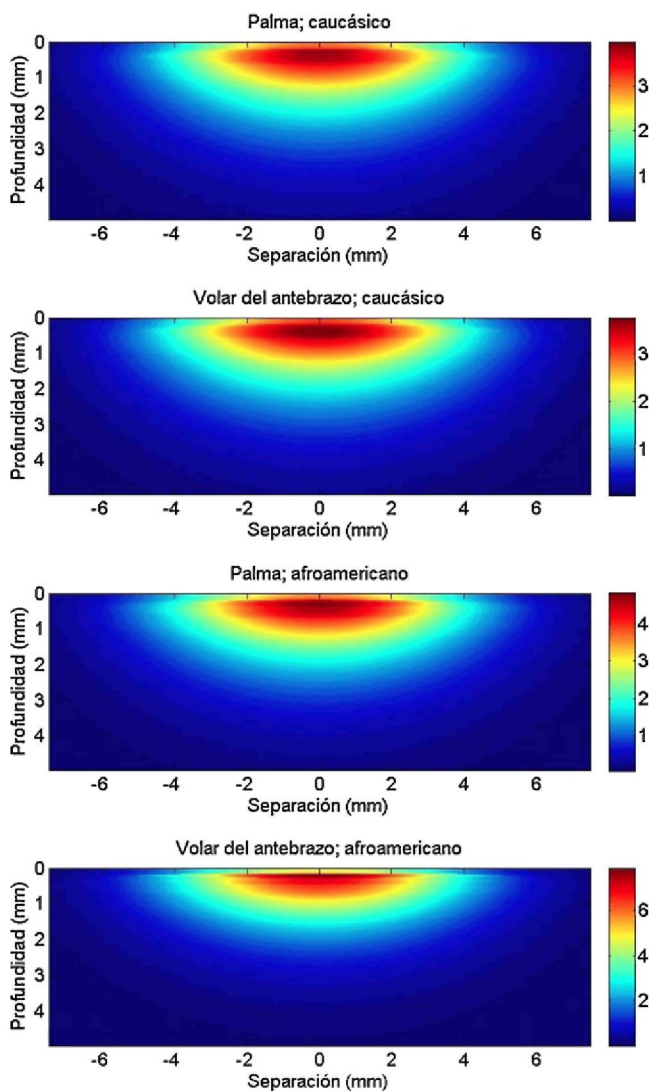 Palma; caucásico
0
1
2
3
4
Profundidad (mm)
-6 -4 -2 0 2 4 6
Separación (mm)
3
2
1
Volar del antebrazo; caucásico
0
1
2
3
4
Profundidad (mm)
-6 -4 -2 0 2 4 6
Separación (mm)
3
2
1
Palma; afroamericano
0
1
2
3
4
Profundidad (mm)
-6 -4 -2 0 2 4 6
Separación (mm)
4
3
2
1
Volar del antebrazo; afroamericano
0
1
2
3
4
Profundidad (mm)
-6 -4 -2 0 2 4 6
Separación (mm)
6
4
2